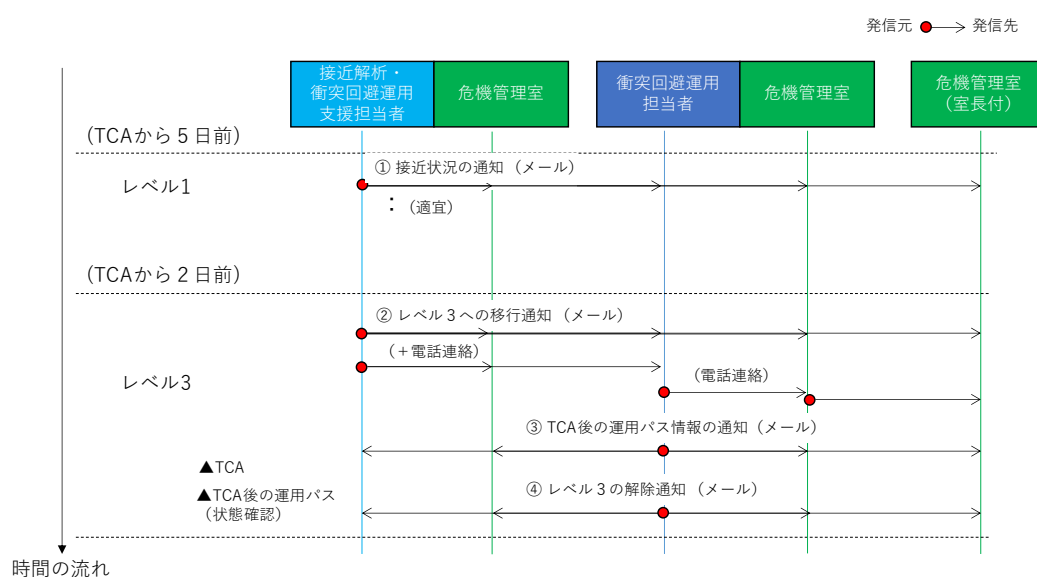 発信元
発信先
接近解析・
衝突回避運用
支援担当者
危機管理室
衝突回避運用
担当者
危機管理室
危機管理室
（室長付）
（TCAから５日前）
① 接近状況の通知（メール）
レベル1
：（適宜）
（TCAから２日前）
② レベル３への移行通知（メール）
（＋電話連絡）
（電話連絡）
レベル3
③ TCA後の運用パス情報の通知（メール）
▲TCA
④ レベル３の解除通知（メール）
▲TCA後の運用パス
（状態確認）
時間の流れ